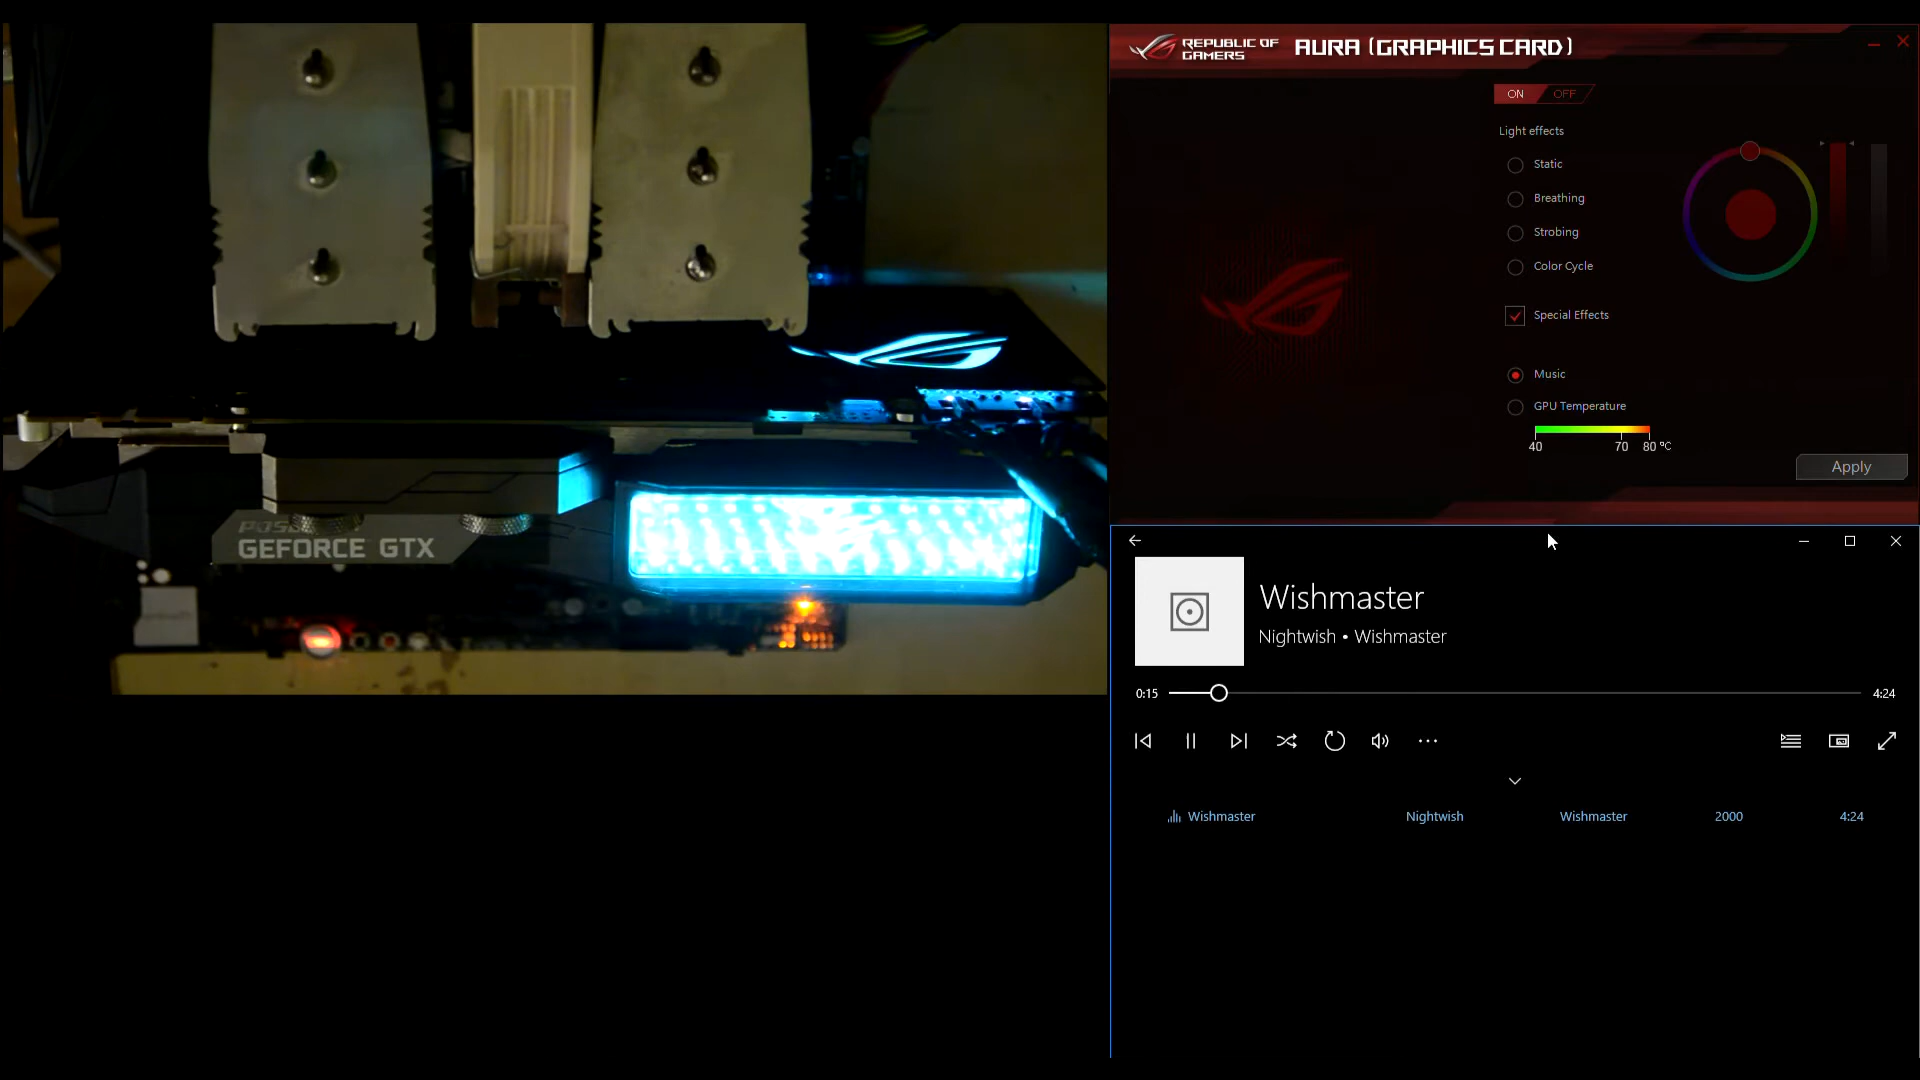 POSE
GEFORCE GTX
REPUBLIC OF
GAMERS
AURA (GRAPHICS CARD)
ON OFF
Light effects
Static
Breathing
Strobing
Color Cycle
Special Effects
Music
GPU Temperature
40 70 80 ºC
Apply
Wishmaster
Nightwish • Wishmaster
0:15 4:24
Wishmaster Nightwish Wishmaster 2000 4:24